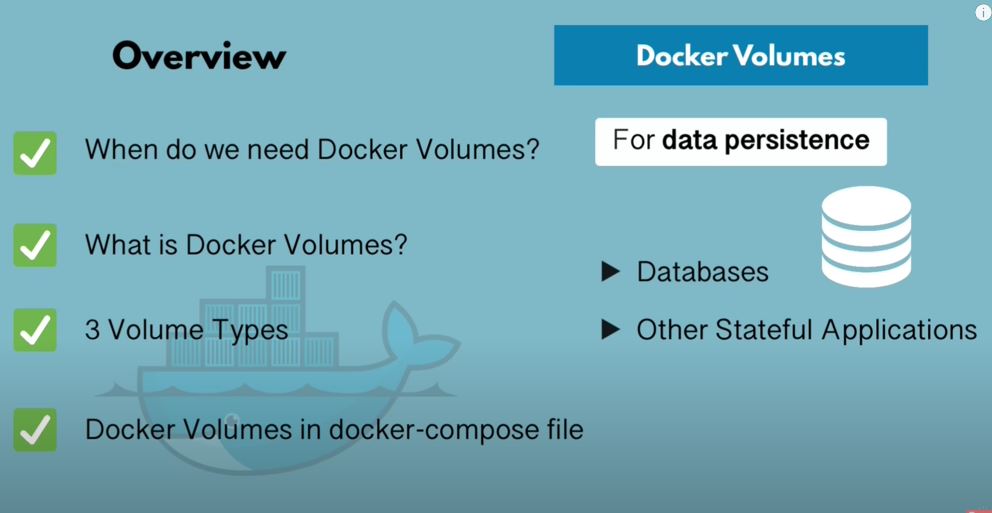 Overview
When do we need Docker Volumes?
What is Docker Volumes?
3 Volume Types
Docker Volumes in docker-compose file
Docker Volumes
For data persistence
Databases
Other Stateful Applications